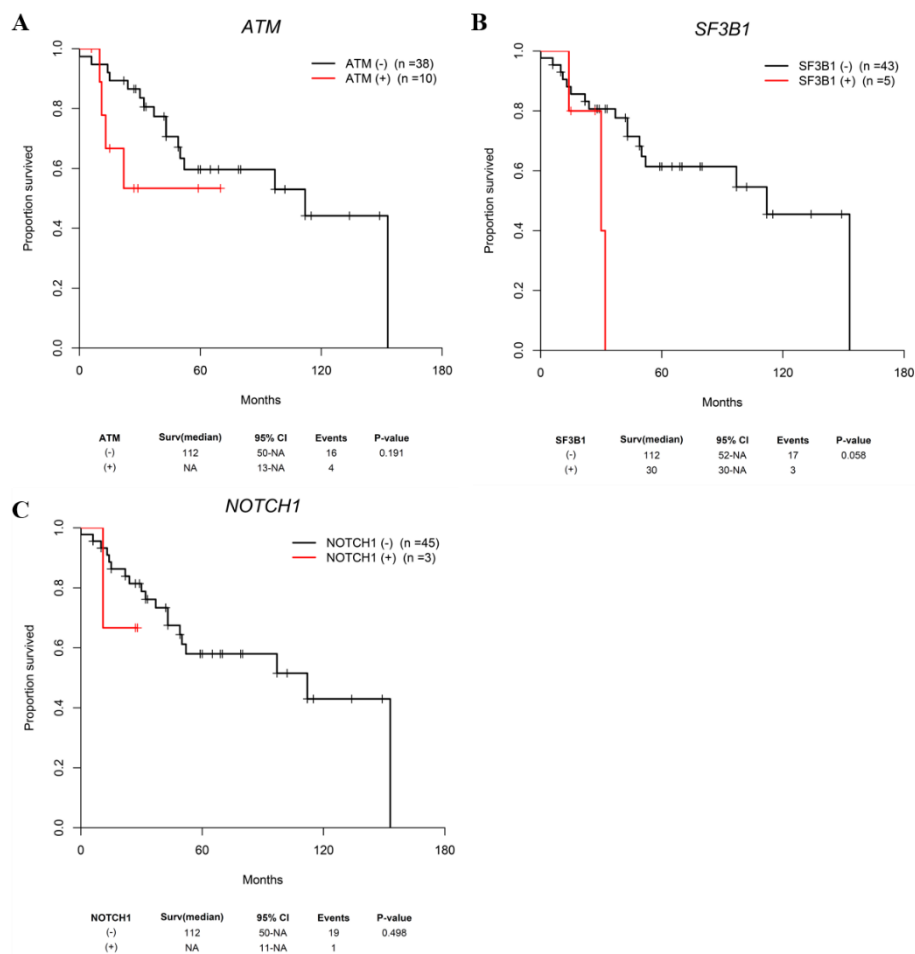 A
ATM
ATM (-) (n =38)
ATM (+) (n =10)
Proportion survived
1.0
0.8
0.6
0.4
0.2
0.0
0 60 120 180
Months
ATM Surv(median) 95% CI Events P-value
(-) 112 50-NA 16 0.191
(+) NA 13-NA 4
B
SF3B1
SF3B1 (-) (n =43)
SF3B1 (+) (n =5)
Proportion survived
1.0
0.8
0.6
0.4
0.2
0.0
0 60 120 180
Months
SF3B1 Surv(median) 95% CI Events P-value
(-) 112 52-NA 17 0.058
(+) 30 30-NA 3
C
NOTCH1
NOTCH1 (-) (n =45)
NOTCH1 (+) (n =3)
Proportion survived
1.0
0.8
0.6
0.4
0.2
0.0
0 60 120 180
Months
NOTCH1 Surv(median) 95% CI Events P-value
(-) 112 50-NA 19 0.498
(+) NA 11-NA 1